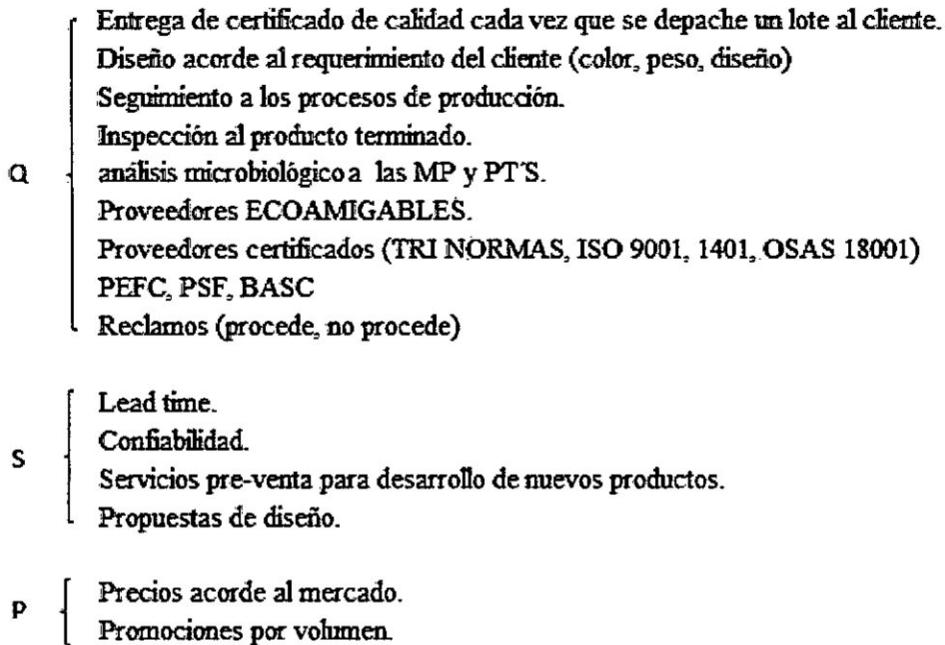 Entrega de certificado de calidad cada vez que se depache un lote al cliente.
Diseño acorde al requerimiento del cliente (color, peso, diseño)
Seguimiento a los procesos de producción.
Inspección al producto terminado.
Q
análisis microbiológico a las MP y PT'S.
Proveedores ECOAMIGABLES.
Proveedores certificados (TRI NORMAS, ISO 9001, 1401, OSAS 18001)
PEFC, PSF, BASC
Reclamos (procede, no procede)
Lead time.
Confiabilidad.
S
Servicios pre-venta para desarrollo de nuevos productos.
Propuestas de diseño.
P
Precios acorde al mercado.
Promociones por volumen.